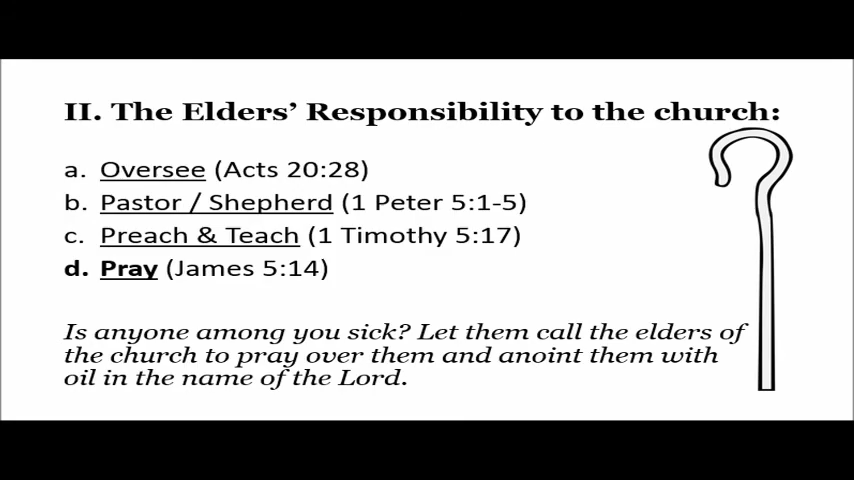 II. The Elders’ Responsibility to the church:
a. Oversee (Acts 20:28)
b. Pastor / Shepherd (1 Peter 5:1-5)
c. Preach & Teach (1 Timothy 5:17)
d. Pray (James 5:14)
Is anyone among you sick? Let them call the elders of
the church to pray over them and anoint them with
oil in the name of the Lord.